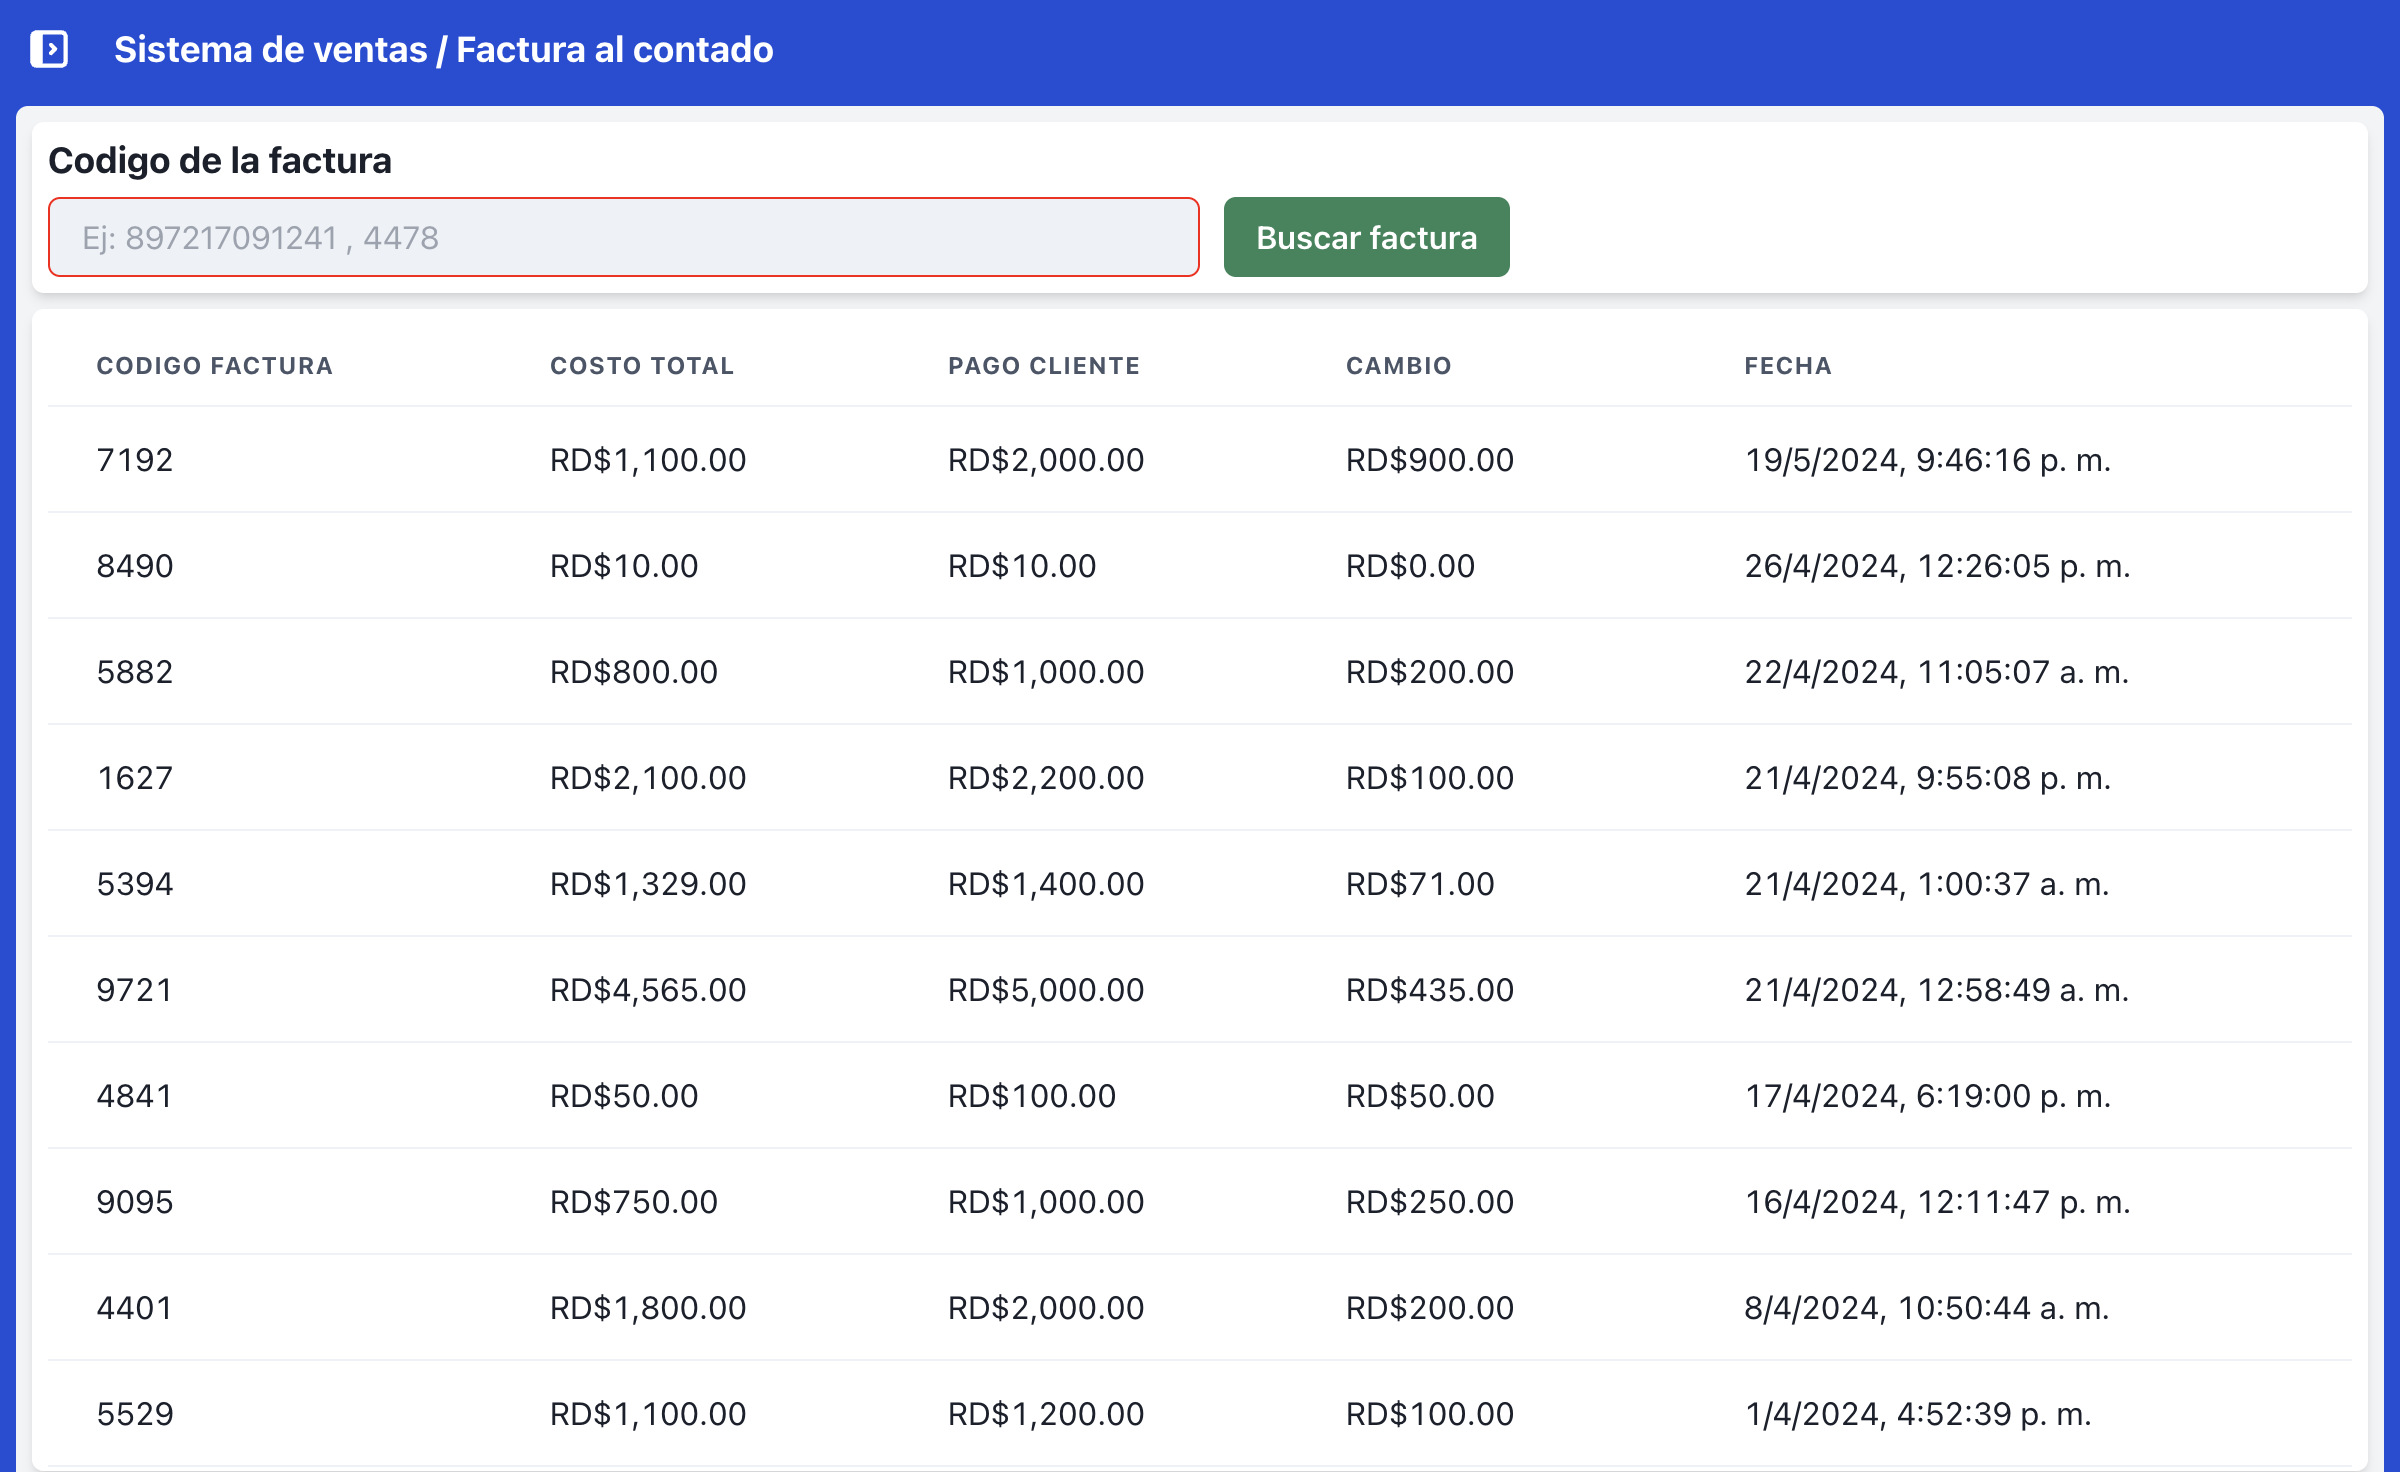 Sistema de ventas / Factura al contado
Codigo de la factura
Ej: 897217091241 , 4478
Buscar factura
CODIGO FACTURA COSTO TOTAL PAGO CLIENTE CAMBIO FECHA
7192 RD$1,100.00 RD$2,000.00 RD$900.00 19/5/2024, 9:46:16 p. m.
8490 RD$10.00 RD$10.00 RD$0.00 26/4/2024, 12:26:05 p. m.
5882 RD$800.00 RD$1,000.00 RD$200.00 22/4/2024, 11:05:07 a. m.
1627 RD$2,100.00 RD$2,200.00 RD$100.00 21/4/2024, 9:55:08 p. m.
5394 RD$1,329.00 RD$1,400.00 RD$71.00 21/4/2024, 1:00:37 a. m.
9721 RD$4,565.00 RD$5,000.00 RD$435.00 21/4/2024, 12:58:49 a. m.
4841 RD$50.00 RD$100.00 RD$50.00 17/4/2024, 6:19:00 p. m.
9095 RD$750.00 RD$1,000.00 RD$250.00 16/4/2024, 12:11:47 p. m.
4401 RD$1,800.00 RD$2,000.00 RD$200.00 8/4/2024, 10:50:44 a. m.
5529 RD$1,100.00 RD$1,200.00 RD$100.00 1/4/2024, 4:52:39 p. m.